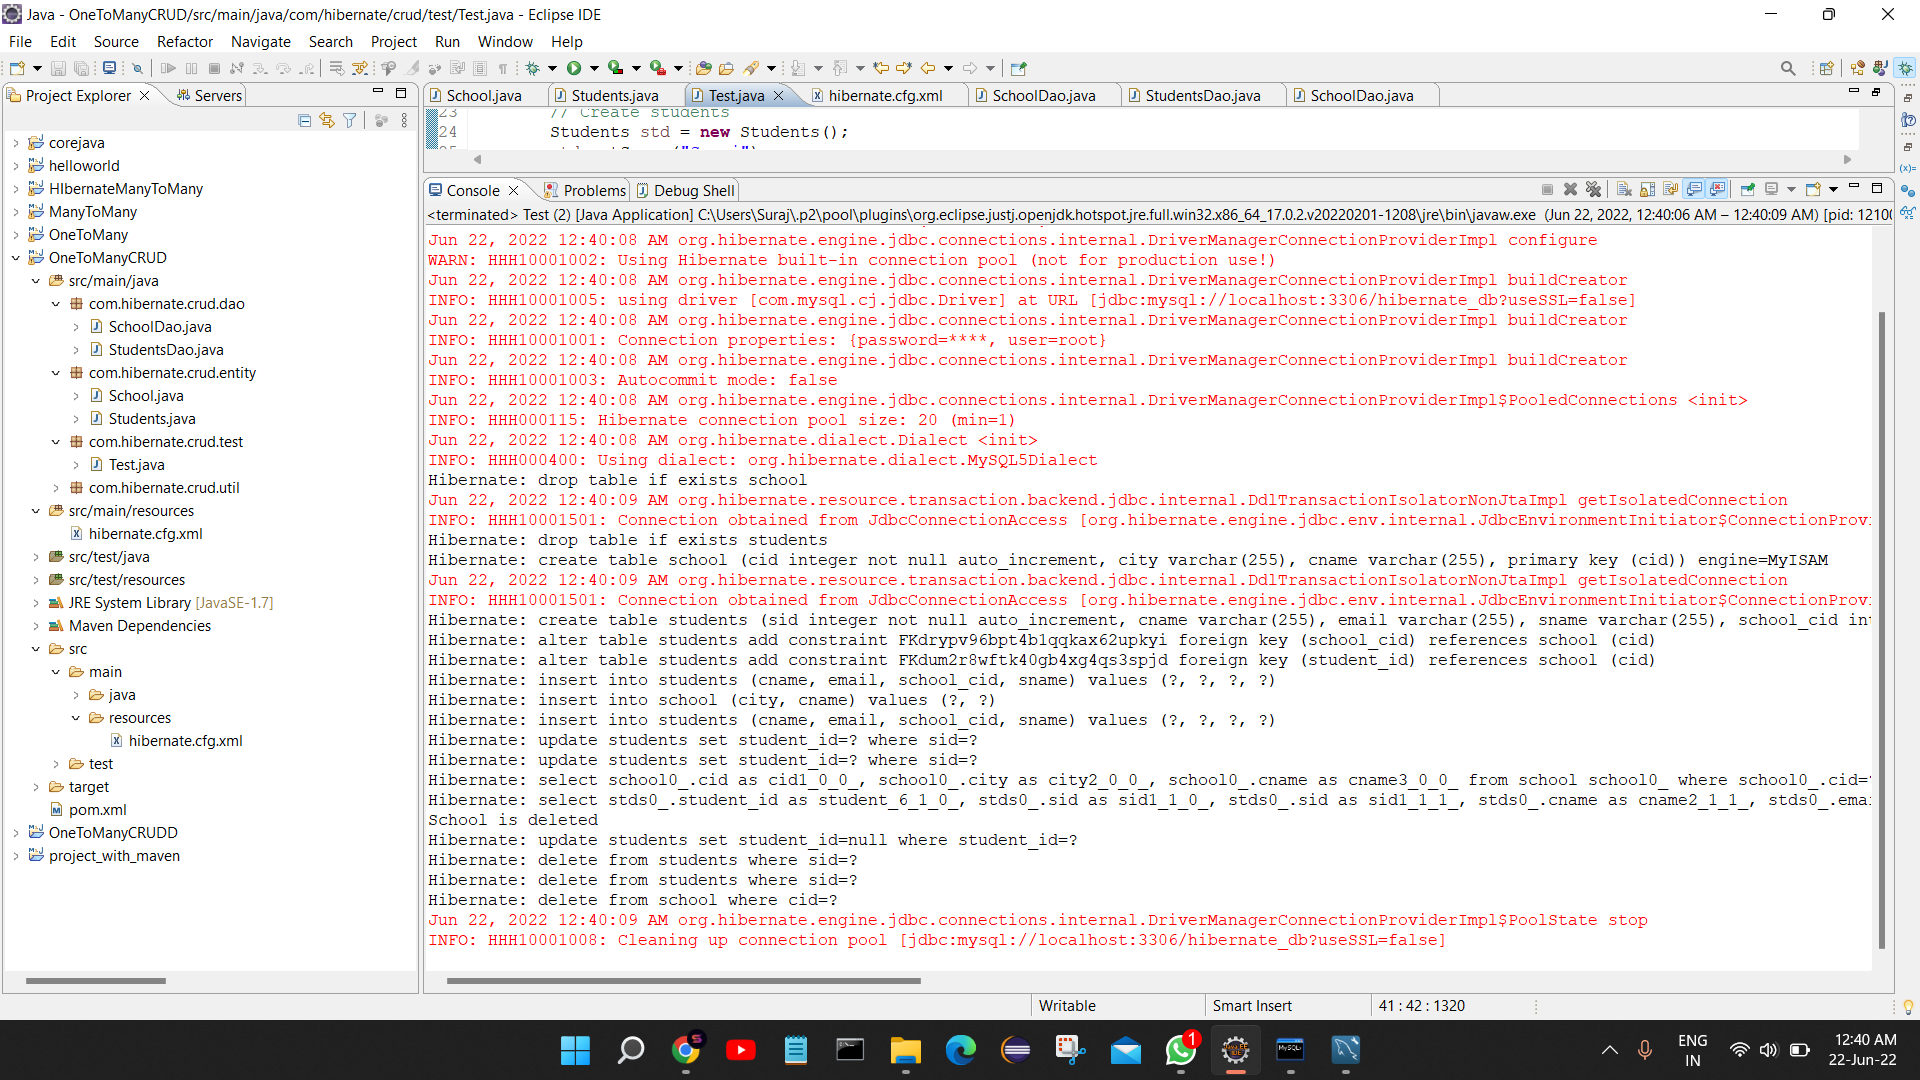 Java - OneToManyCRUD/src/main/java/com/hibernate/crud/test/Test.java - Eclipse IDE
File Edit Source Refactor Navigate Search Project Run Window Help
Project Explorer Servers
corejava
helloworld
HIbernateManyToMany
ManyToMany
OneToMany
OneToManyCRUD
src/main/java
com.hibernate.crud.dao
SchoolDao.java
StudentsDao.java
com.hibernate.crud.entity
School.java
Students.java
com.hibernate.crud.test
Test.java
com.hibernate.crud.util
src/main/resources
hibernate.cfg.xml
src/test/java
src/test/resources
JRE System Library [JavaSE-1.7]
Maven Dependencies
src
main
java
resources
hibernate.cfg.xml
test
target
pom.xml
OneToManyCRUDD
project_with_maven
School.java Students.java Test.java hibernate.cfg.xml SchoolDao.java StudentsDao.java SchoolDao.java
23 // Create students
24 Students std = new Students();
Console Problems Debug Shell
<terminated> Test (2) [Java Application] C:\Users\Suraj\.p2\pool\plugins\org.eclipse.justj.openjdk.hotspot.jre.full.win32.x86_64_17.0.2.v20220201-1208\jre\bin\javaw.exe (Jun 22, 2022, 12:40:06 AM – 12:40:09 AM) [pid: 12100
Jun 22, 2022 12:40:08 AM org.hibernate.engine.jdbc.connections.internal.DriverManagerConnectionProviderImpl configure
WARN: HHH10001002: Using Hibernate built-in connection pool (not for production use!)
Jun 22, 2022 12:40:08 AM org.hibernate.engine.jdbc.connections.internal.DriverManagerConnectionProviderImpl buildCreator
INFO: HHH10001005: using driver [com.mysql.cj.jdbc.Driver] at URL [jdbc:mysql://localhost:3306/hibernate_db?useSSL=false]
Jun 22, 2022 12:40:08 AM org.hibernate.engine.jdbc.connections.internal.DriverManagerConnectionProviderImpl buildCreator
INFO: HHH10001001: Connection properties: {password=****, user=root}
Jun 22, 2022 12:40:08 AM org.hibernate.engine.jdbc.connections.internal.DriverManagerConnectionProviderImpl buildCreator
INFO: HHH10001003: Autocommit mode: false
Jun 22, 2022 12:40:08 AM org.hibernate.engine.jdbc.connections.internal.DriverManagerConnectionProviderImpl$PooledConnections <init>
INFO: HHH000115: Hibernate connection pool size: 20 (min=1)
Jun 22, 2022 12:40:08 AM org.hibernate.dialect.Dialect <init>
INFO: HHH000400: Using dialect: org.hibernate.dialect.MySQL5Dialect
Hibernate: drop table if exists school
Jun 22, 2022 12:40:09 AM org.hibernate.resource.transaction.backend.jdbc.internal.DdlTransactionIsolatorNonJtaImpl getIsolatedConnection
INFO: HHH10001501: Connection obtained from JdbcConnectionAccess [org.hibernate.engine.jdbc.env.internal.JdbcEnvironmentInitiator$ConnectionProvi
Hibernate: drop table if exists students
Hibernate: create table school (cid integer not null auto_increment, city varchar(255), cname varchar(255), primary key (cid)) engine=MyISAM
Jun 22, 2022 12:40:09 AM org.hibernate.resource.transaction.backend.jdbc.internal.DdlTransactionIsolatorNonJtaImpl getIsolatedConnection
INFO: HHH10001501: Connection obtained from JdbcConnectionAccess [org.hibernate.engine.jdbc.env.internal.JdbcEnvironmentInitiator$ConnectionProvi
Hibernate: create table students (sid integer not null auto_increment, cname varchar(255), email varchar(255), sname varchar(255), school_cid int
Hibernate: alter table students add constraint FKdrypv96bpt4b1qqkax62upkyi foreign key (school_cid) references school (cid)
Hibernate: alter table students add constraint FKdum2r8wftk40gb4xg4qs3spjd foreign key (student_id) references school (cid)
Hibernate: insert into students (cname, email, school_cid, sname) values (?, ?, ?, ?)
Hibernate: insert into school (city, cname) values (?, ?)
Hibernate: insert into students (cname, email, school_cid, sname) values (?, ?, ?, ?)
Hibernate: update students set student_id=? where sid=?
Hibernate: update students set student_id=? where sid=?
Hibernate: select school0_.cid as cid1_0_0_, school0_.city as city2_0_0_, school0_.cname as cname3_0_0_ from school school0_ where school0_.cid=?
Hibernate: select stds0_.student_id as student_6_1_0_, stds0_.sid as sid1_1_0_, stds0_.sid as sid1_1_1_, stds0_.cname as cname2_1_1_, stds0_.emai
School is deleted
Hibernate: update students set student_id=null where student_id=?
Hibernate: delete from students where sid=?
Hibernate: delete from students where sid=?
Hibernate: delete from school where cid=?
Jun 22, 2022 12:40:09 AM org.hibernate.engine.jdbc.connections.internal.DriverManagerConnectionProviderImpl$PoolState stop
INFO: HHH10001008: Cleaning up connection pool [jdbc:mysql://localhost:3306/hibernate_db?useSSL=false]
Writable Smart Insert 41 : 42 : 1320
ENG
IN
12:40 AM
22-Jun-22